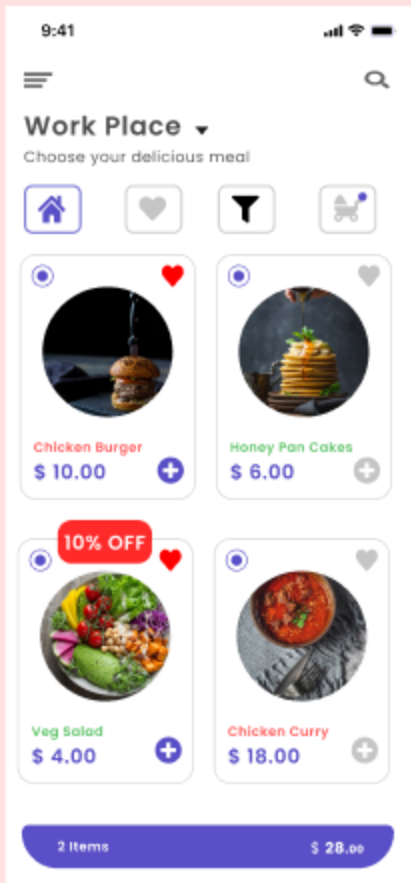 9:41
Work Place
Choose your delicious meal
Chicken Burger
$ 10.00
Honey Pan Cakes
$ 6.00
10% OFF
Veg Salad
$ 4.00
Chicken Curry
$ 18.00
2 Items
$ 28.00